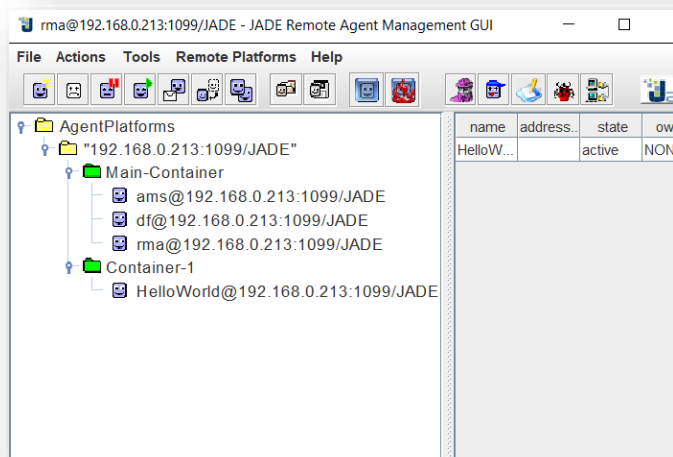 rma@192.168.0.213:1099/JADE - JADE Remote Agent Management GUI
File Actions Tools Remote Platforms Help
AgentPlatforms
"192.168.0.213:1099/JADE"
Main-Container
ams@192.168.0.213:1099/JADE
df@192.168.0.213:1099/JADE
rma@192.168.0.213:1099/JADE
Container-1
HelloWorld@192.168.0.213:1099/JADE
name address... state ow
HelloW... active NON